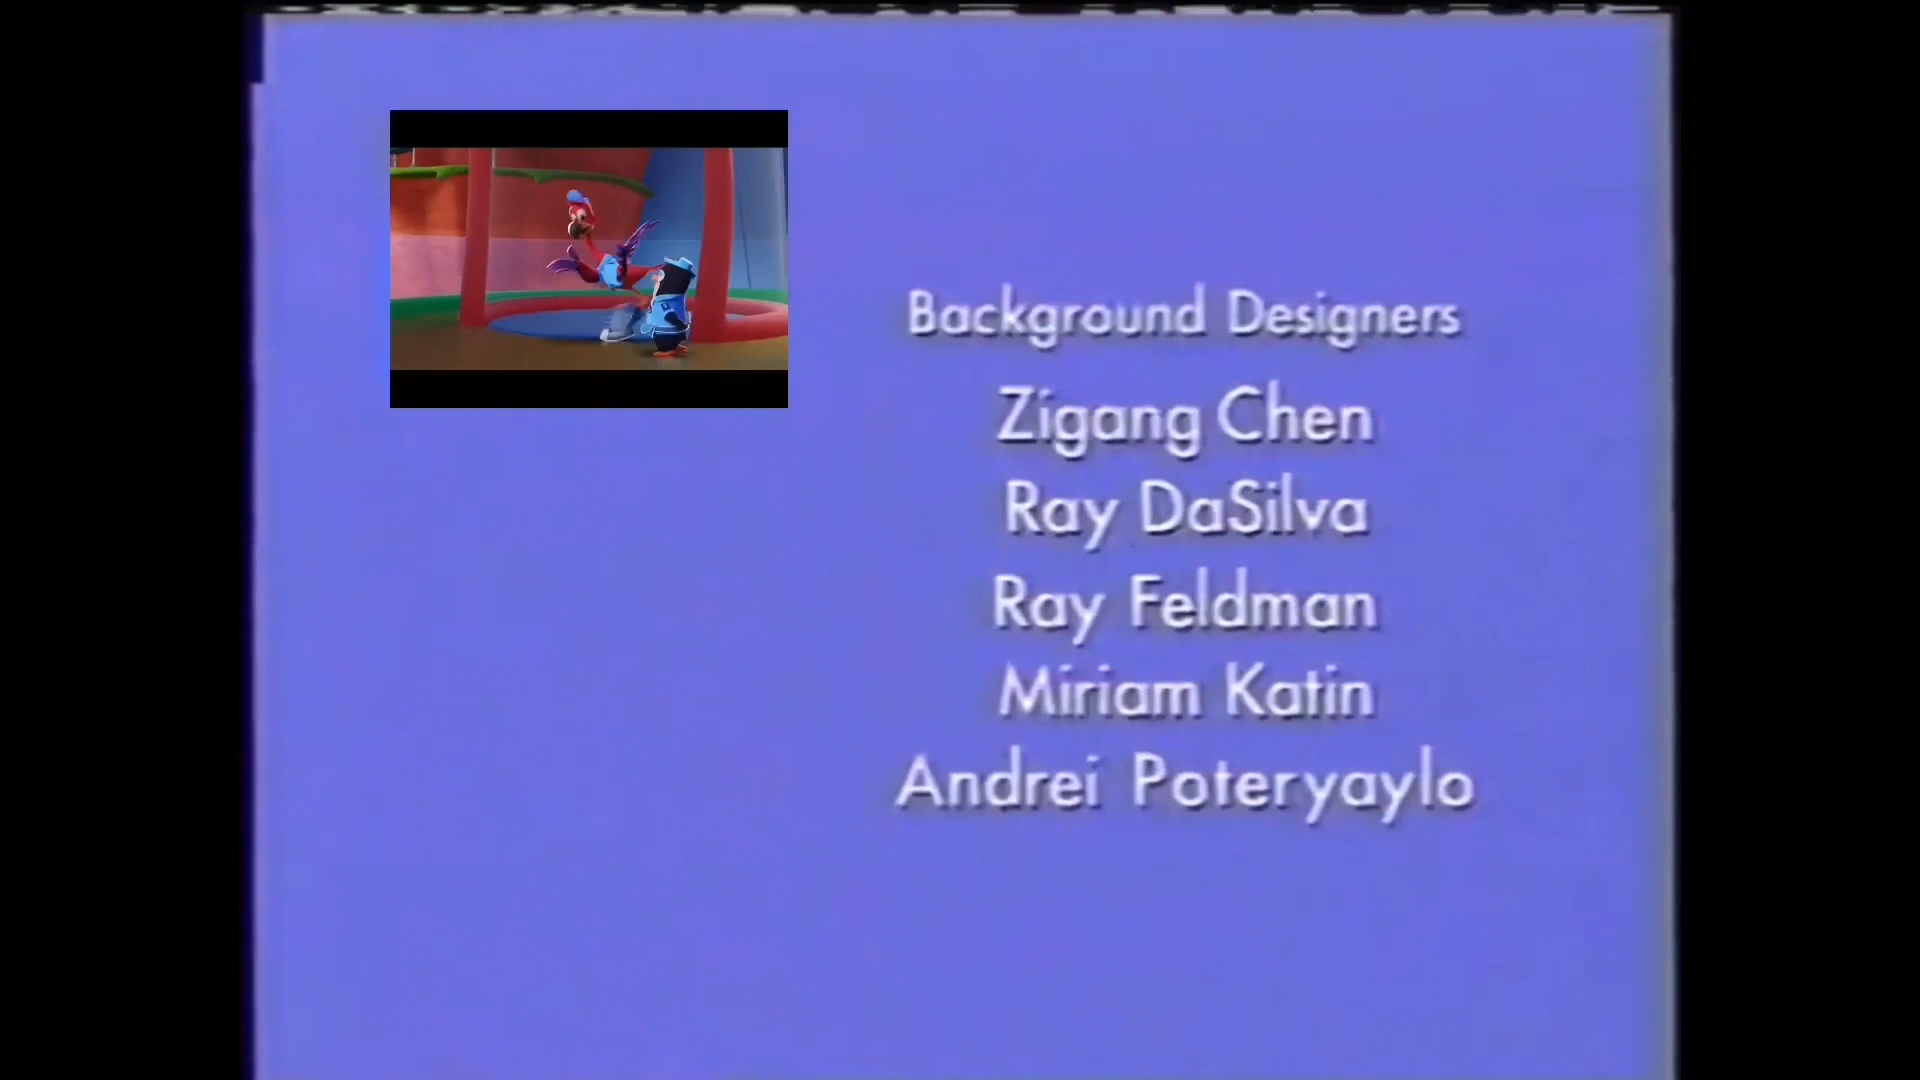 Background Designers
Zigang Chen
Ray DaSilva
Ray Feldman
Miriam Katin
Andrei Poteryaylo